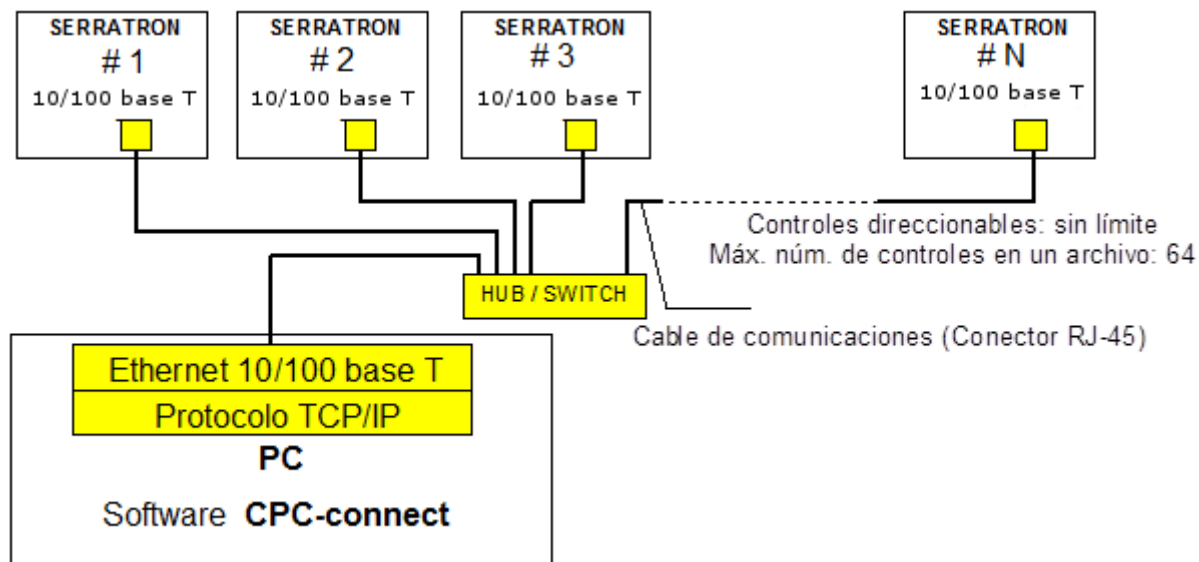 SERRATRON
# 1
10/100 base T
SERRATRON
# 2
10/100 base T
SERRATRON
# 3
10/100 base T
SERRATRON
# N
10/100 base T
Controles direccionables: sin límite
Máx. núm. de controles en un archivo: 64
HUB / SWITCH
Cable de comunicaciones (Conector RJ-45)
Ethernet 10/100 base T
Protocolo TCP/IP
PC
Software CPC-connect